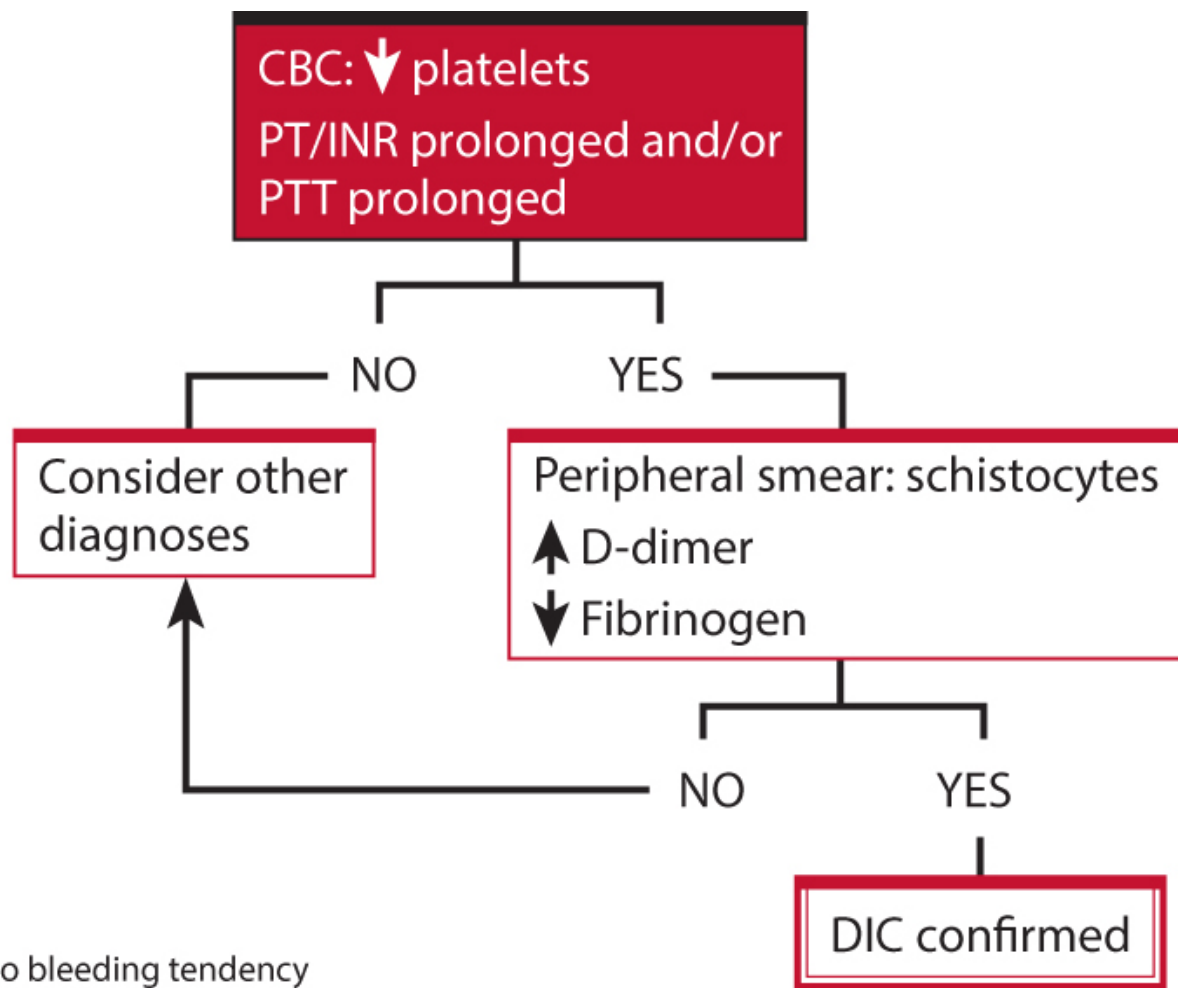 CBC: ↓ platelets
PT/INR prolonged and/or
PTT prolonged
NO
YES
Consider other
diagnoses
Peripheral smear: schistocytes
↑ D-dimer
↓ Fibrinogen
NO
YES
DIC confirmed
o bleeding tendency